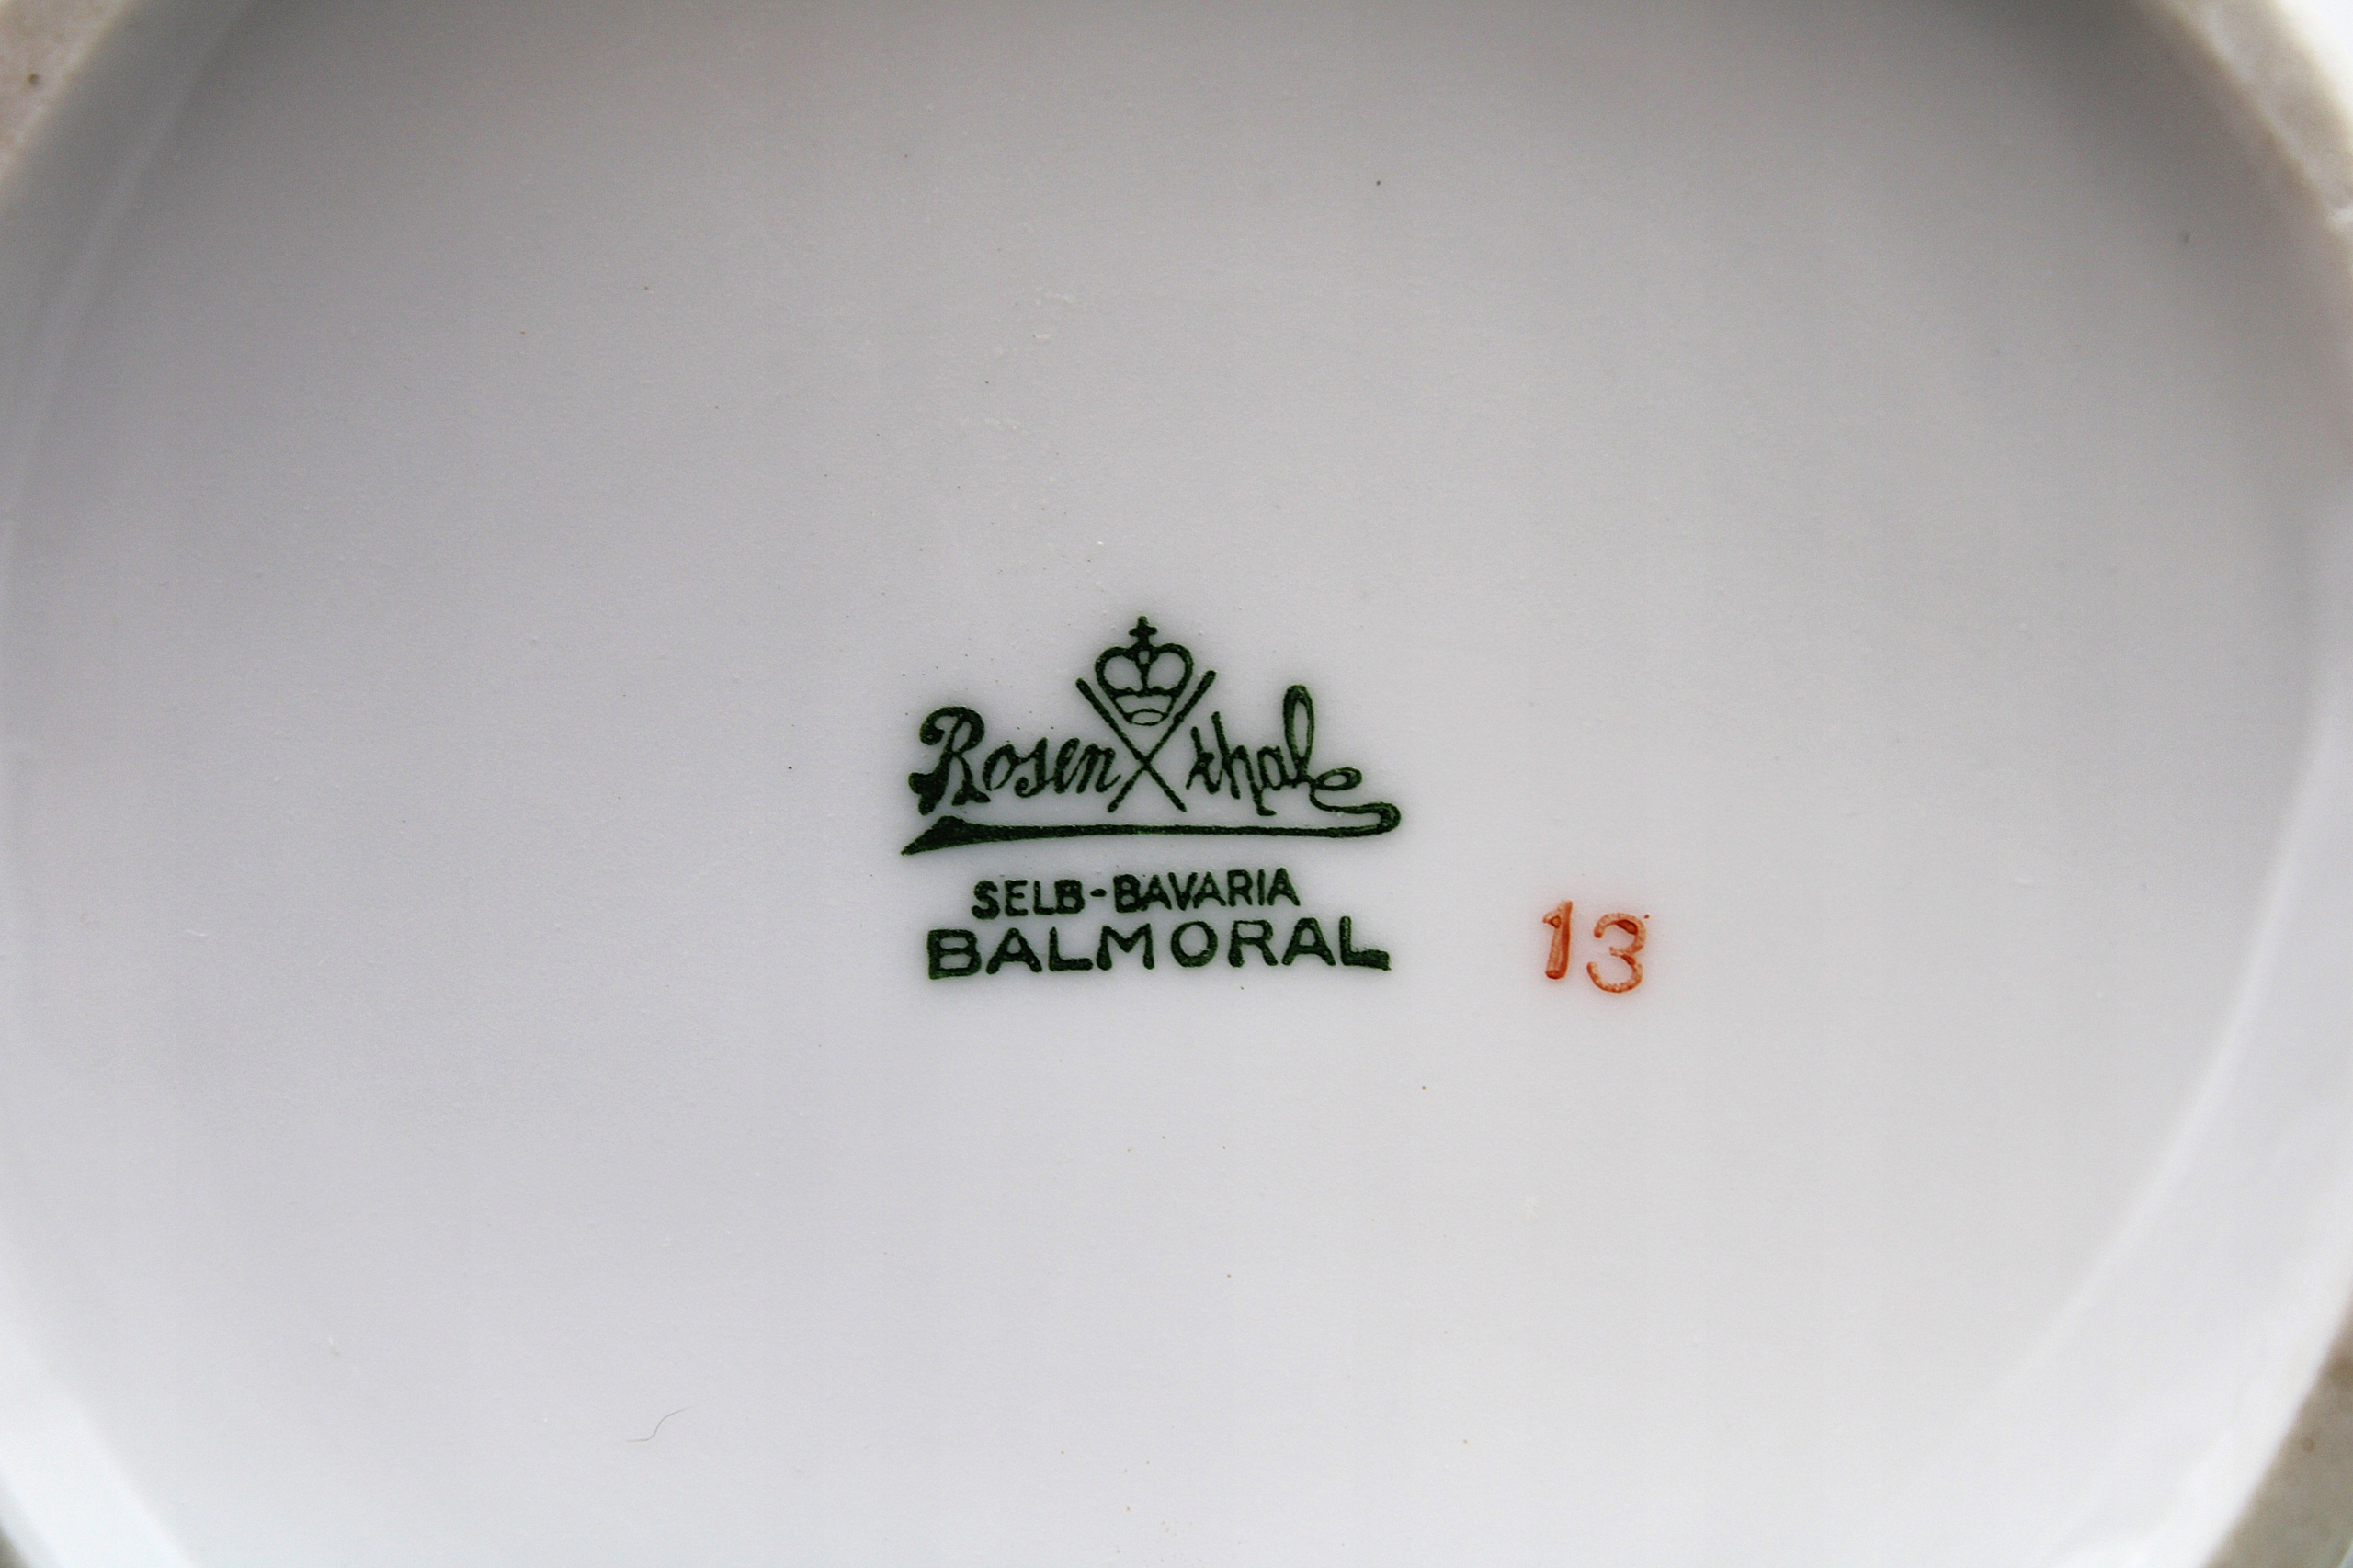 Rosenthal
SELB-BAVARIA
BALMORAL
13